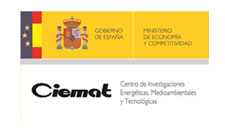 GOBIERNO
DE ESPAÑA
MINISTERIO
DE ECONOMÍA
Y COMPETITIVIDAD
Ciemat
Centro de Investigaciones
Energéticas, Medioambientales
y Tecnológicas